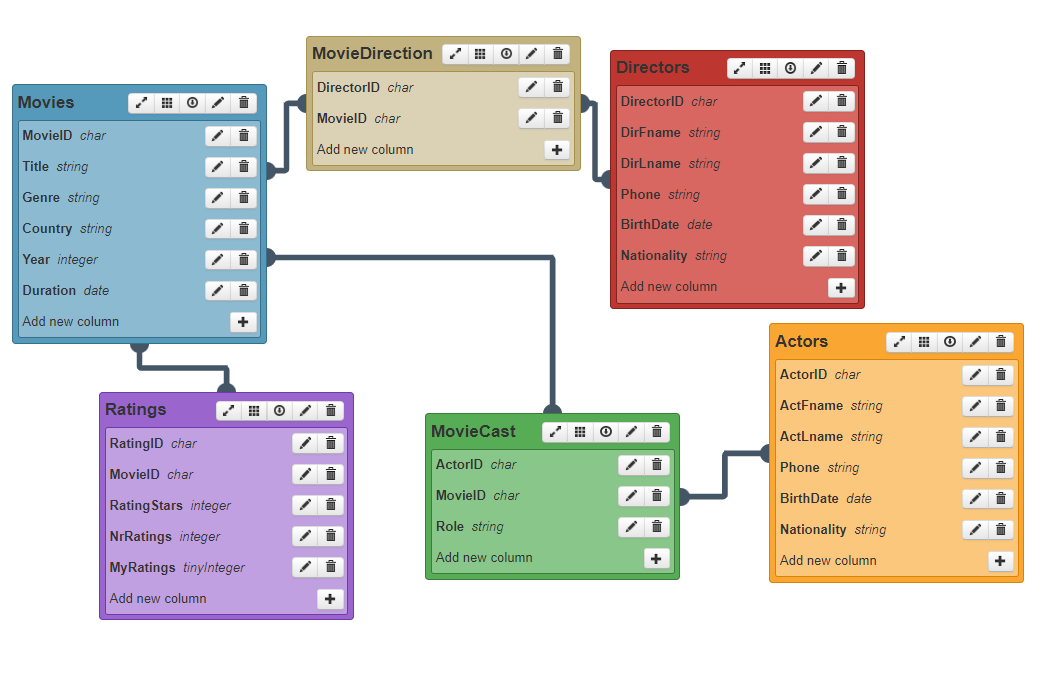 MovieDirection
DirectorID char
MovieID char
Add new column
Directors
DirectorID char
DirFname string
DirLname string
Phone string
BirthDate date
Nationality string
Add new column
Movies
MovieID char
Title string
Genre string
Country string
Year integer
Duration date
Add new column
Actors
ActorID char
ActFname string
ActLname string
Phone string
BirthDate date
Nationality string
Add new column
Ratings
RatingID char
MovieID char
RatingStars integer
NrRatings integer
MyRatings tinyInteger
Add new column
MovieCast
ActorID char
MovieID char
Role string
Add new column